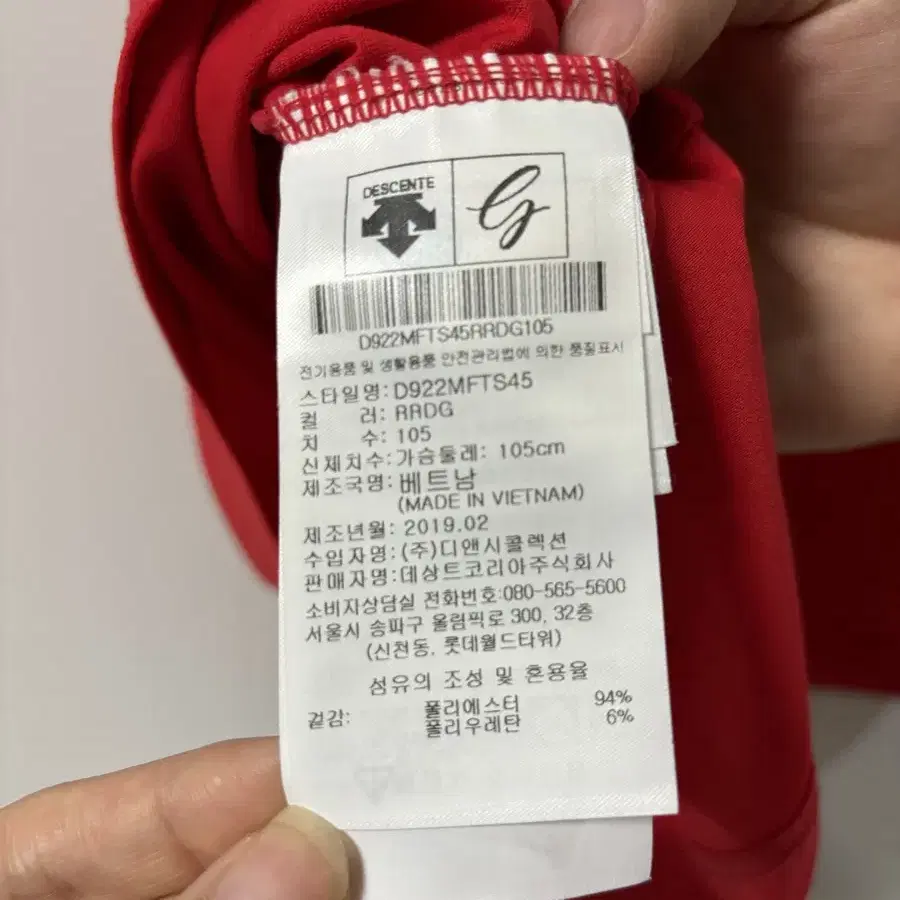 DESCENTE
D922MFTS45RRDG105
전기용품 및 생활용품 안전관리법에 의한 품질표시
스타일명: D922MFTS45
컬 러: RRDG
치 수: 105
신체치수: 가슴둘레: 105cm
제조국명: 베트남
(MADE IN VIETNAM)
제조년월: 2019.02
수입자명: (주)디앤시콜렉션
판매자명: 데상트코리아주식회사
소비자상담실 전화번호: 080-565-5600
서울시 송파구 올림픽로 300, 32층
(신천동, 롯데월드타워)
섬유의 조성 및 혼용율
겉감: 폴리에스터 94%
폴리우레탄 6%